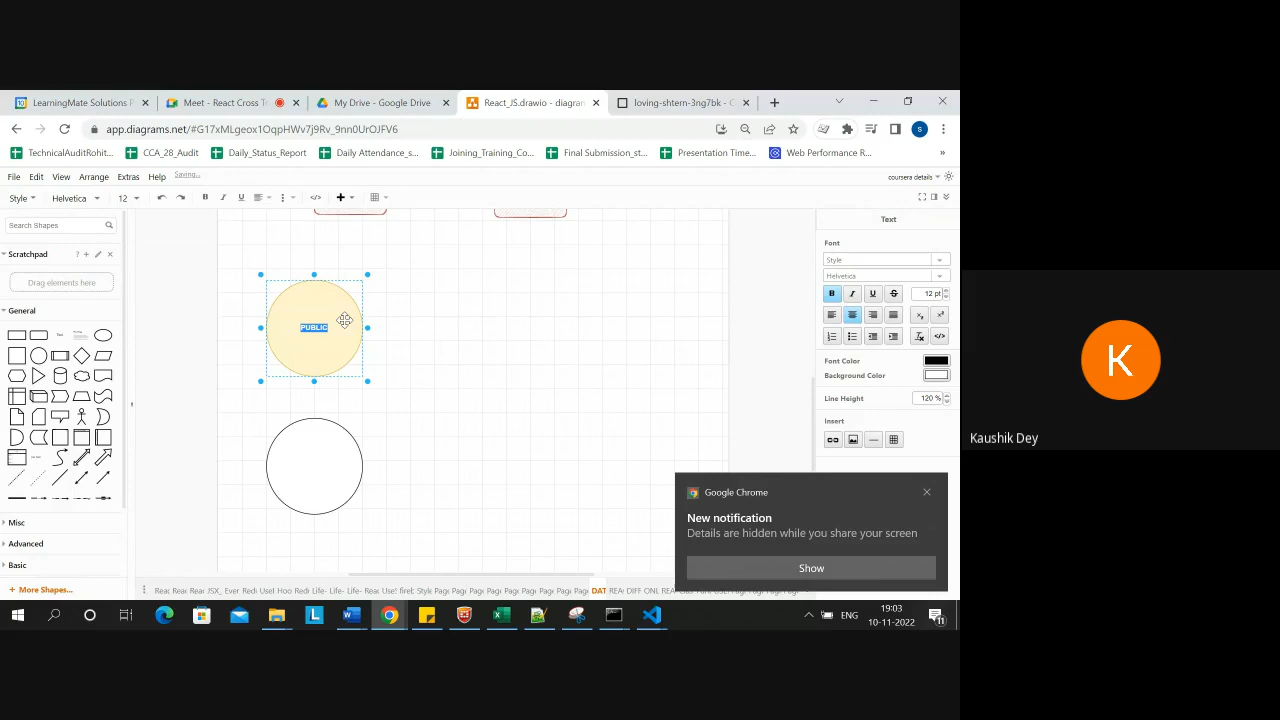 LearningMate Solutions P
Meet - React Cross Te
My Drive - Google Drive
React_JS.drawio - diagram
loving-shtern-3ng7bk - C
app.diagrams.net/#G17xMLgeox1OqpHWv7j9Rv_9nn0UrOJFV6
TechnicalAuditRohit...
CCA_28_Audit
Daily_Status_Report
Daily Attendance_s...
Joining_Training_Co...
Final Submission_st...
Presentation Time...
Web Performance R...
File Edit View Arrange Extras Help Saving...
coursera details
Style Helvetica 12
Search Shapes
Text
Scratchpad
Drag elements here
General
Font
Style
Helvetica
12 pt
Font Color
Background Color
Line Height 120 %
Insert
PUBLIC
Misc
Advanced
Basic
+ More Shapes...
Google Chrome
New notification
Details are hidden while you share your screen
Show
K
Kaushik Dey
ENG
19:03
10-11-2022
11